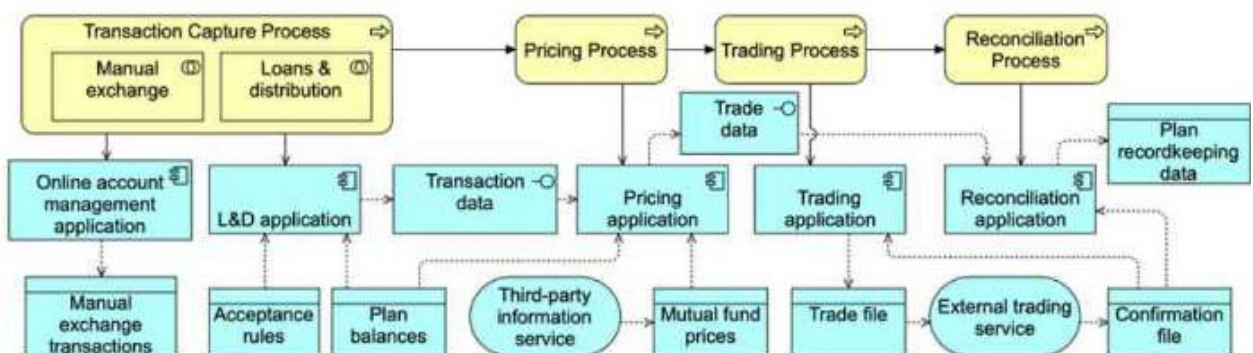 Transaction Capture Process
Manual
exchange
Loans &
distribution
Pricing Process
Trading Process
Reconciliation
Process
Trade
data
Plan
recordkeeping
data
Online account
management
application
L&D application
Transaction
data
Pricing
application
Trading
application
Reconciliation
application
Manual
exchange
transactions
Acceptance
rules
Plan
balances
Third-party
information
service
Mutual fund
prices
Trade file
External trading
service
Confirmation
file